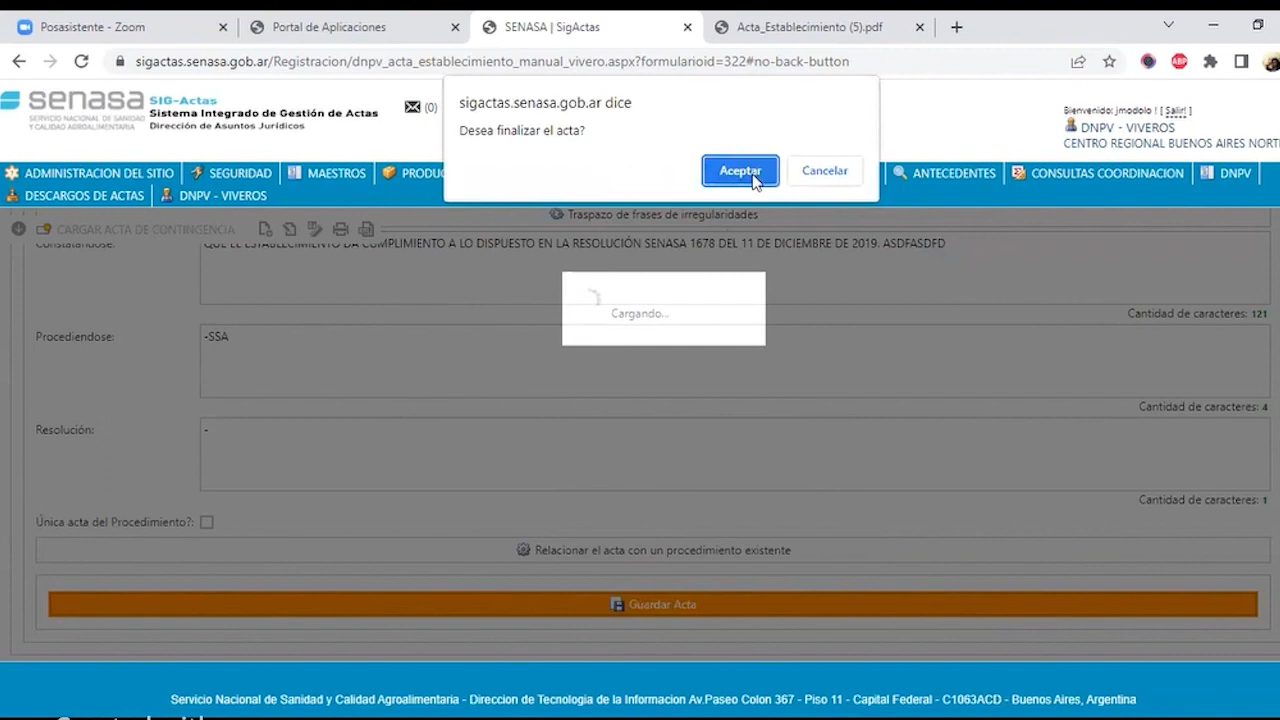 Posasistente - Zoom
Portal de Aplicaciones
SENASA | SigActas
Acta_Establecimiento (5).pdf
sigactas.senasa.gob.ar/Registracion/dnpv_acta_establecimiento_manual_vivero.aspx?formularioid=322#no-back-button
ABP
senasa
SERVICIO NACIONAL DE SANIDAD
Y CALIDAD AGROALIMENTARIA
SIG-Actas
Sistema Integrado de Gestión de Actas
Dirección de Asuntos Jurídicos
(0)
sigactas.senasa.gob.ar dice
Desea finalizar el acta?
Aceptar
Cancelar
Bienvenido: jmodolo ! [ Salir! ]
DNPV - VIVEROS
CENTRO REGIONAL BUENOS AIRES NORT
ADMINISTRACION DEL SITIO
SEGURIDAD
MAESTROS
ANTECEDENTES
CONSULTAS COORDINACION
DNPV
DESCARGOS DE ACTAS
DNPV - VIVEROS
Traspazo de frases de irregularidades
CARGAR ACTA DE CONTINGENCIA
Constatandose:
QUE EL ESTABLECIMIENTO DA CUMPLIMIENTO A LO DISPUESTO EN LA RESOLUCIÓN SENASA 1678 DEL 11 DE DICIEMBRE DE 2019. ASDFASDFD
Cargando...
Cantidad de caracteres: 121
Procediendose:
-SSA
Cantidad de caracteres: 4
Resolución:
-
Cantidad de caracteres: 1
Única acta del Procedimiento?:
Relacionar el acta con un procedimiento existente
Guardar Acta
Servicio Nacional de Sanidad y Calidad Agroalimentaria - Direccion de Tecnologia de la Informacion Av.Paseo Colon 367 - Piso 11 - Capital Federal - C1063ACD - Buenos Aires, Argentina